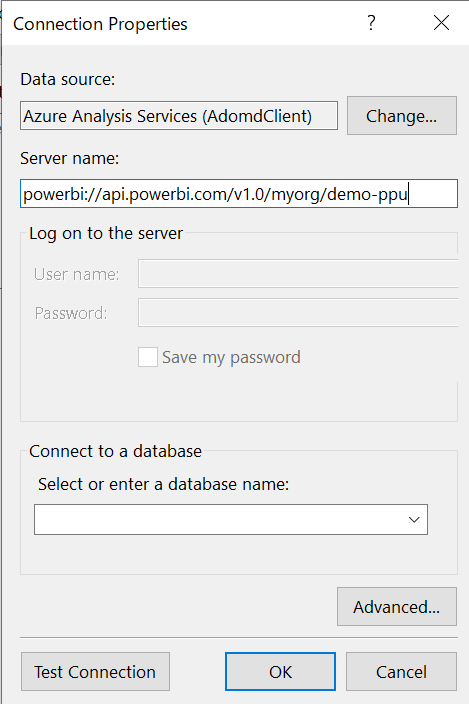 Connection Properties
?
Data source:
Azure Analysis Services (AdomdClient)
Change...
Server name:
powerbi://api.powerbi.com/v1.0/myorg/demo-ppu
Log on to the server
User name:
Password:
Save my password
Connect to a database
Select or enter a database name:
Advanced...
Test Connection
OK
Cancel